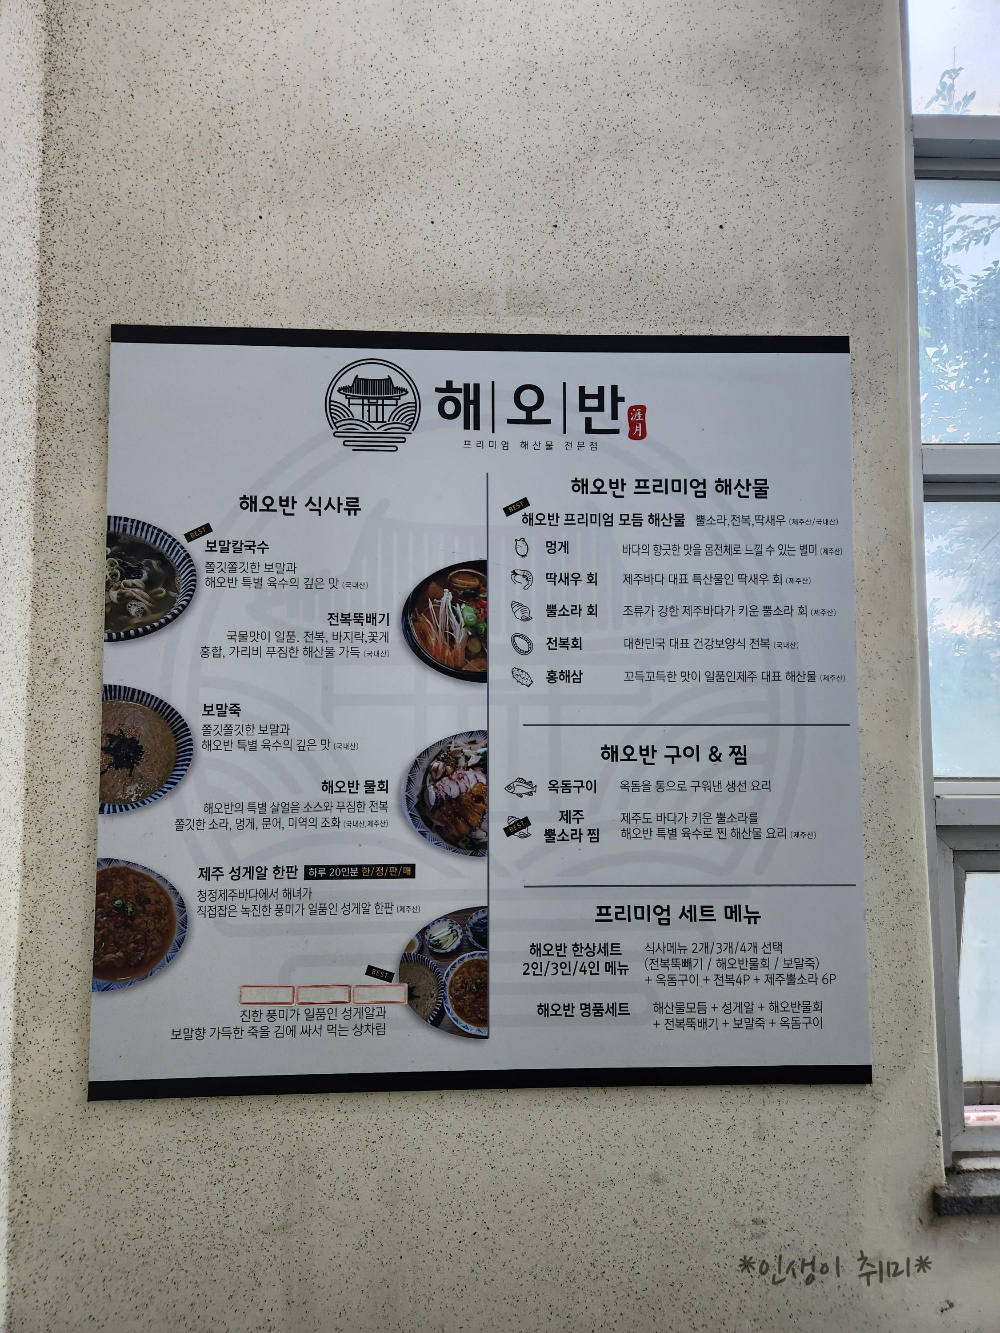 해오반
涯月
프리미엄 해산물 전문점
해오반 식사류
BEST
보말칼국수
쫄깃쫄깃한 보말과
해오반 특별 육수의 깊은 맛 (국내산)
전복뚝배기
국물맛이 일품. 전복, 바지락,꽃게
홍합, 가리비 푸짐한 해산물 가득 (국내산)
보말죽
쫄깃쫄깃한 보말과
해오반 특별 육수의 깊은 맛 (국내산)
해오반 물회
해오반의 특별 살얼음 소스와 푸짐한 전복
쫄깃한 소라, 멍게, 문어, 미역의 조화 (국내산,제주산)
제주 성게알 한판 하루 20인분 한/정/판/매
청정제주바다에서 해녀가
직접잡은 녹진한 풍미가 일품인 성게알 한판 (제주산)
BEST
진한 풍미가 일품인 성게알과
보말향 가득한 죽을 김에 싸서 먹는 상차림
해오반 프리미엄 해산물
BEST
해오반 프리미엄 모듬 해산물 뿔소라,전복,딱새우 (제주산/국내산)
멍게 바다의 향긋한 맛을 몸전체로 느낄 수 있는 별미 (제주산)
딱새우 회 제주바다 대표 특산물인 딱새우 회 (제주산)
뿔소라 회 조류가 강한 제주바다가 키운 뿔소라 회 (제주산)
전복회 대한민국 대표 건강보양식 전복 (국내산)
홍해삼 꼬득꼬득한 맛이 일품인제주 대표 해산물 (제주산)
해오반 구이 & 찜
옥돔구이 옥돔을 통으로 구워낸 생선 요리
BEST
제주 뿔소라 찜
제주도 바다가 키운 뿔소라를
해오반 특별 육수로 찐 해산물 요리 (제주산)
프리미엄 세트 메뉴
해오반 한상세트 식사메뉴 2개/3개/4개 선택
2인/3인/4인 메뉴 (전복뚝빼기 / 해오반물회 / 보말죽)
+ 옥돔구이 + 전복4P + 제주뿔소라 6P
해오반 명품세트 해산물모듬 + 성게알 + 해오반물회
+ 전복뚝배기 + 보말죽 + 옥돔구이
*인생이 취미*